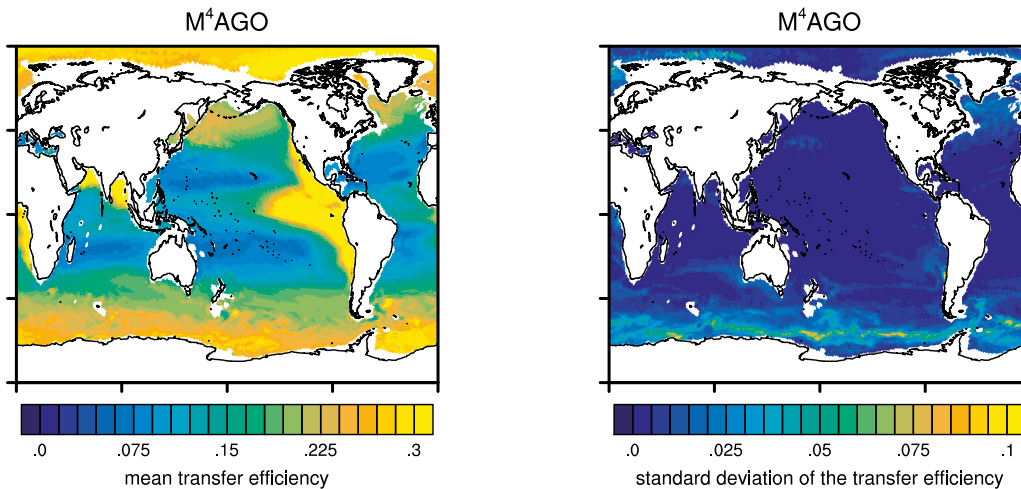 M⁴AGO
M⁴AGO
.0 .075 .15 .225 .3
mean transfer efficiency
.0 .025 .05 .075 .1
standard deviation of the transfer efficiency